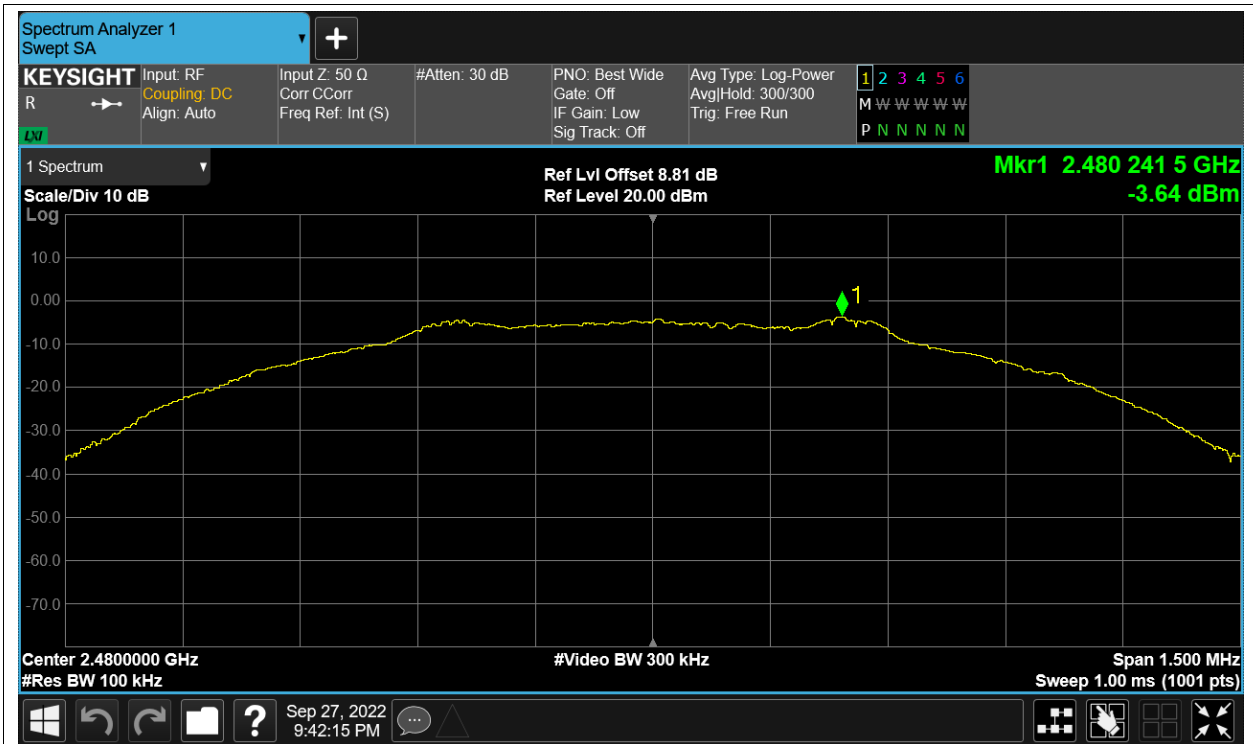 Spectrum Analyzer 1
Swept SA
+
KEYSIGHT
R
LXI
Input: RF
Coupling: DC
Align: Auto
Input Z: 50 Ω
Corr CCorr
Freq Ref: Int (S)
#Atten: 30 dB
PNO: Best Wide
Gate: Off
IF Gain: Low
Sig Track: Off
Avg Type: Log-Power
Avg|Hold: 300/300
Trig: Free Run
1 2 3 4 5 6
M W W W W W
P N N N N N
1 Spectrum
Scale/Div 10 dB
Log
Ref Lvl Offset 8.81 dB
Ref Level 20.00 dBm
Mkr1 2.480 241 5 GHz
-3.64 dBm
10.0
0.00
-10.0
-20.0
-30.0
-40.0
-50.0
-60.0
-70.0
1
Center 2.4800000 GHz
#Res BW 100 kHz
#Video BW 300 kHz
Span 1.500 MHz
Sweep 1.00 ms (1001 pts)
?
Sep 27, 2022
9:42:15 PM